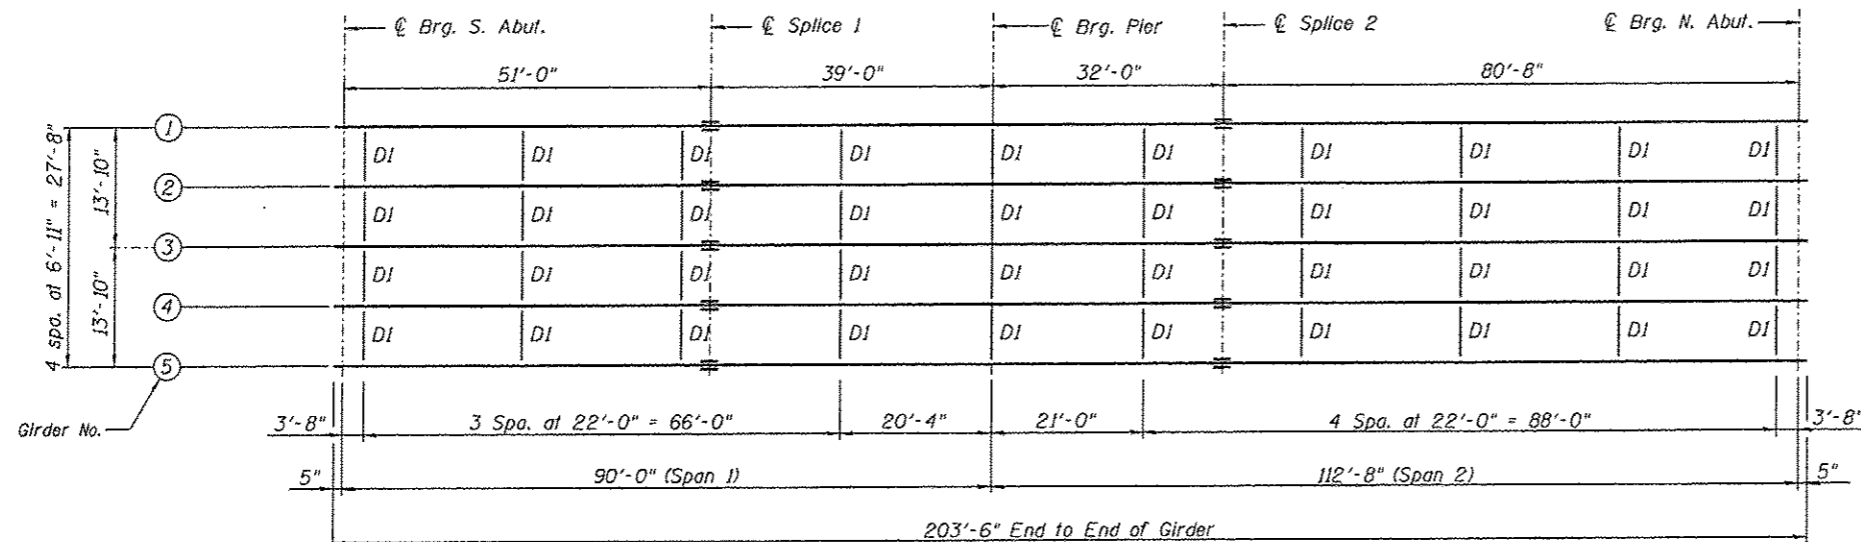 ℄ Brg. S. Abut.
℄ Splice 1
℄ Brg. Pier
℄ Splice 2
℄ Brg. N. Abut.
51'-0"
39'-0"
32'-0"
80'-8"
4 spa. at 6'-11" = 27'-8"
13'-10"
13'-10"
1
2
3
4
5
D1 D1 D1 D1 D1 D1 D1 D1 D1 D1
D1 D1 D1 D1 D1 D1 D1 D1 D1 D1
D1 D1 D1 D1 D1 D1 D1 D1 D1 D1
D1 D1 D1 D1 D1 D1 D1 D1 D1 D1
Girder No.
3'-8"
3 Spa. at 22'-0" = 66'-0"
20'-4"
21'-0"
4 Spa. at 22'-0" = 88'-0"
3'-8"
5"
90'-0" (Span 1)
112'-8" (Span 2)
5"
203'-6" End to End of Girder